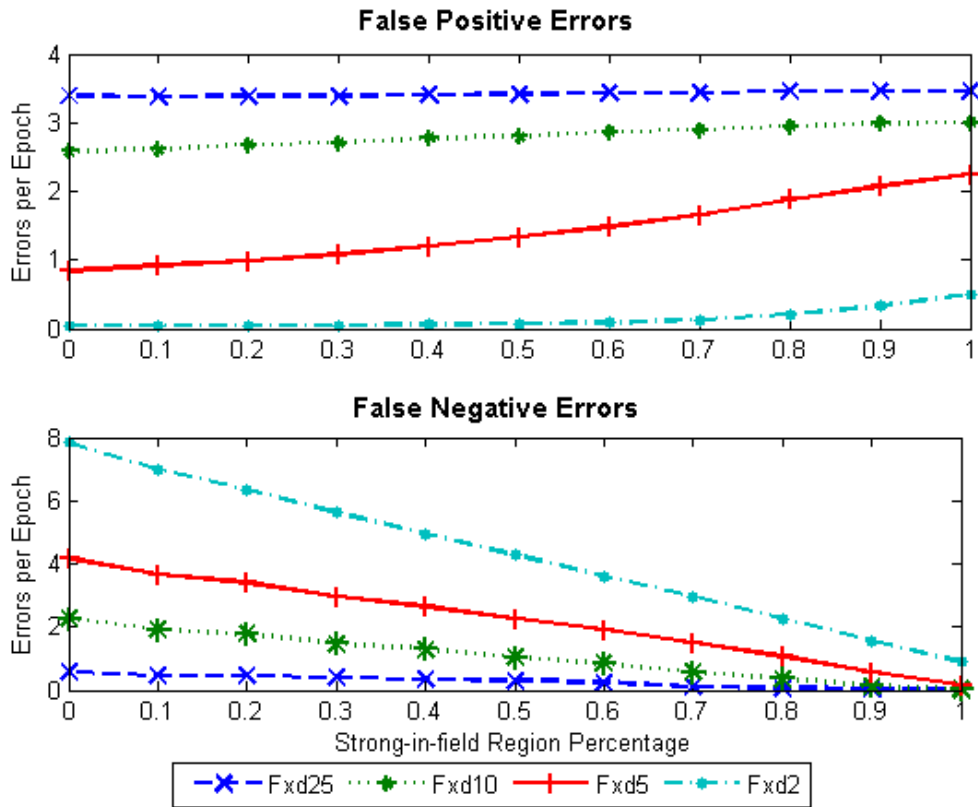 False Positive Errors
Errors per Epoch
4
3
2
1
0
0 0.1 0.2 0.3 0.4 0.5 0.6 0.7 0.8 0.9 1
False Negative Errors
Errors per Epoch
8
6
4
2
0
0 0.1 0.2 0.3 0.4 0.5 0.6 0.7 0.8 0.9 1
Strong-in-field Region Percentage
Fxd25 Fxd10 Fxd5 Fxd2